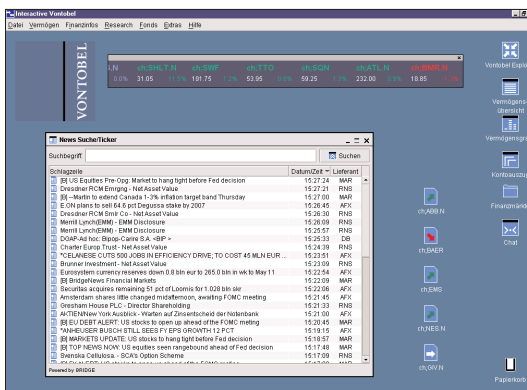 Interactive Vontobel
Datei Vermögen Finanzinfos Research Fonds Extras Hilfe
VONTOBEL
ch;SHLT.N ch;SWF ch;TTO ch;SQN ch;ATL.N
0.0% 31.05 191.75 1.2% 53.95 59.25 232.00 18.85
Vontobel Explo
Vermögens-
übersicht
Vermögensgra
Kontoauszug
Finanzmärkte
Chat
Papierkorb
News Suche/Ticker
Suchbegriff Suchen
Schlagzeile Datum/Zeit Lieferant
[B] US Equities Pre-Opg: Market to hang tight before Fed decision 15:27:24 MAR
Dresdner RCM Emrgng - Net Asset Value 15:27:21 RNS
[B] --Martin to extend Canada 1-3% inflation target band Thursday 15:27:00 MAR
E.ON plans to sell 64.6 pct Degussa stake by 2007 15:26:45 AFX
Dresdner RCM Smlr Co - Net Asset Value 15:26:30 RNS
Merrill Lynch(EMM) - EMM Disclosure 15:26:09 RNS
Merrill Lynch(EMM) - EMM Disclosure 15:25:57 RNS
DGAP-Ad hoc: Bipop-Carire S.A. <BIP > 15:25:33 DB
Charter Europ.Trust - Net Asset Value 15:24:39 RNS
*CELANESE CUTS 500 JOBS IN EFFICIENCY DRIVE; TO COST 45 MLN EUR ... 15:23:51 AFX
Brunner Investment - Net Asset Value 15:23:09 RNS
Eurosystem currency reserves down 0.8 bln eur to 265.0 bln in wk to May 11 15:22:54 AFX
[B] BridgeNews Financial Markets 15:22:09 MAR
Securitas acquires remaining 51 pct of Loomis for 1.028 bln skr 15:22:06 AFX
Amsterdam shares little changed midafternoon, awaiting FOMC meeting 15:21:45 AFX
Gresham House PLC - Director Shareholding 15:21:33 RNS
AKTIEN/New York Ausblick - Warten auf Zinsentscheid der Notenbank 15:21:00 AFX
[B] EU DEBT ALERT: US stocks to open up ahead of the FOMC meeting 15:20:45 MAR
*ANHEUSER BUSCH STILL SEES FY EPS GROWTH 12 PCT 15:19:15 AFX
[B] MARKETS UPDATE: US stocks to hang tight before Fed decision 15:18:57 MAR
[B] TOP NEWS NOW: US equities seen rangebound ahead of Fed decision 15:17:48 MAR
Svenska Cellulosa. - SCA's Option Scheme 15:17:09 RNS
Powered by BRIDGE
ch;ABB.N
ch;BAER
ch;EMS
ch;NES.N
ch;GIV.N